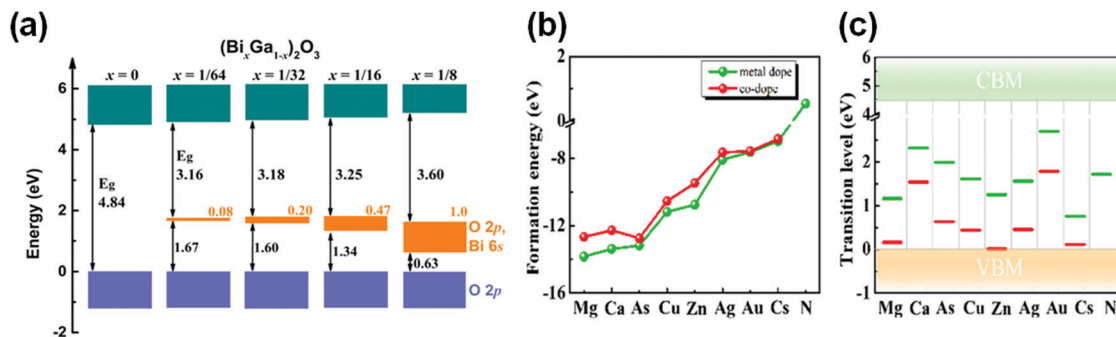 (a)
(BiₓGa₁₋ₓ)₂O₃
x = 0 x = 1/64 x = 1/32 x = 1/16 x = 1/8
Energy (eV)
6
4
2
0
-2
Eg
4.84
Eg
3.16
3.18
3.25
3.60
0.08
0.20
0.47
1.0
1.67
1.60
1.34
0.63
O 2p,
Bi 6s
O 2p
(b)
Formation energy (eV)
2
0
-8
-12
-16
metal dope
co-dope
Mg Ca As Cu Zn Ag Au Cs N
(c)
Transition level (eV)
6
5
4
2
1
0
-1
CBM
VBM
Mg Ca As Cu Zn Ag Au Cs N